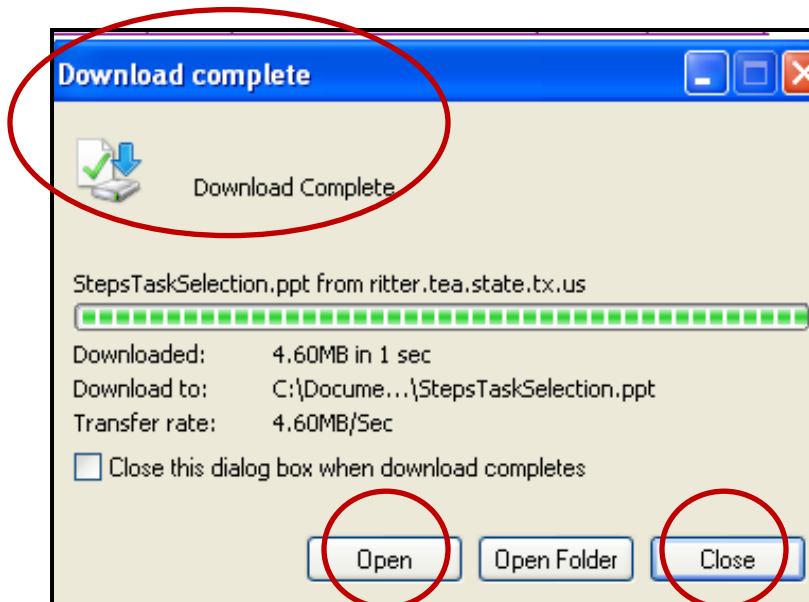 Download complete
Download Complete
StepsTaskSelection.ppt from ritter.tea.state.tx.us
Downloaded: 4.60MB in 1 sec
Download to: C:\Docume...\StepsTaskSelection.ppt
Transfer rate: 4.60MB/Sec
Close this dialog box when download completes
Open Open Folder Close